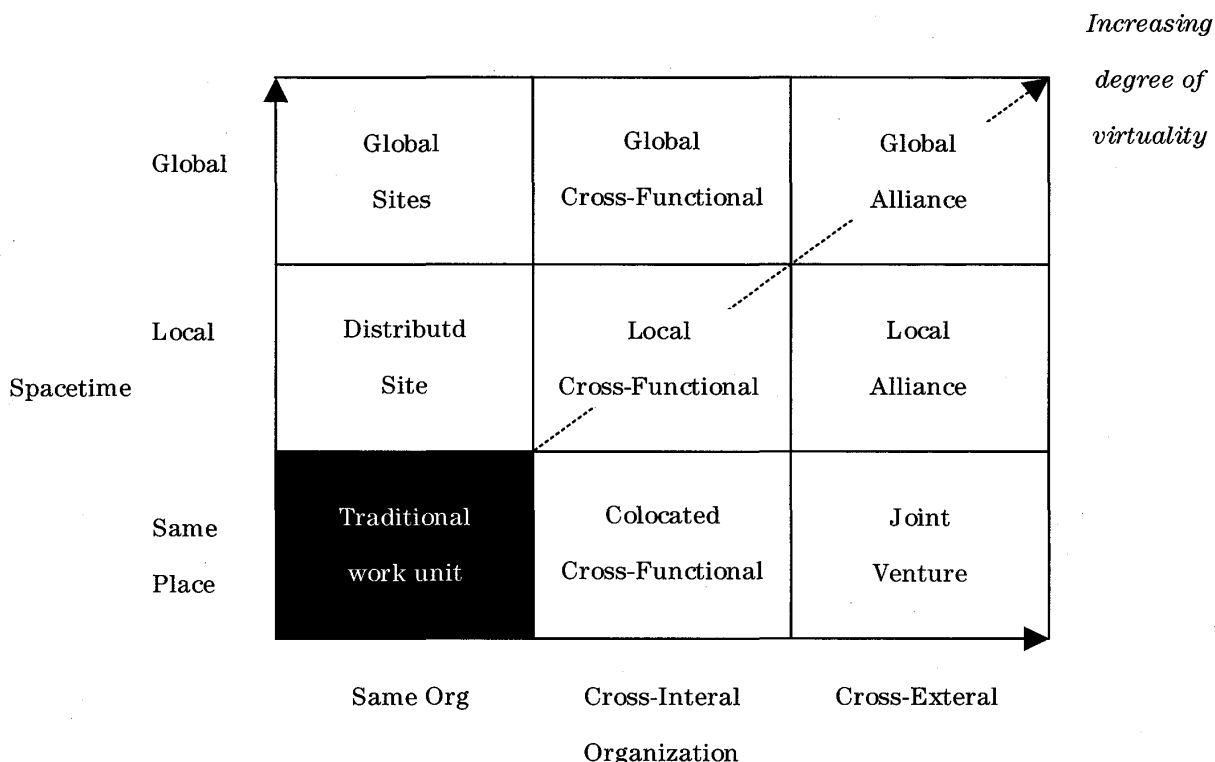 Increasing
degree of
virtuality
Global
Global
Sites
Global
Cross-Functional
Global
Alliance
Local
Distributd
Site
Local
Cross-Functional
Local
Alliance
Spacetime
Same
Place
Traditional
work unit
Colocated
Cross-Functional
Joint
Venture
Same Org
Cross-Interal
Cross-Exteral
Organization